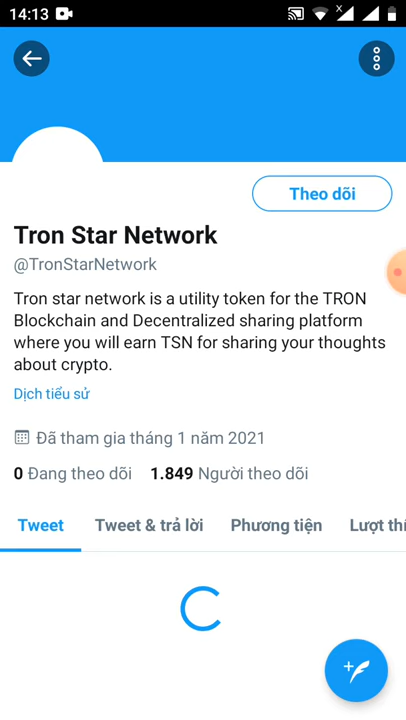 14:13
Theo dõi
Tron Star Network
@TronStarNetwork
Tron star network is a utility token for the TRON
Blockchain and Decentralized sharing platform
where you will earn TSN for sharing your thoughts
about crypto.
Dịch tiểu sử
Đã tham gia tháng 1 năm 2021
0 Đang theo dõi 1.849 Người theo dõi
Tweet Tweet & trả lời Phương tiện Lượt thí